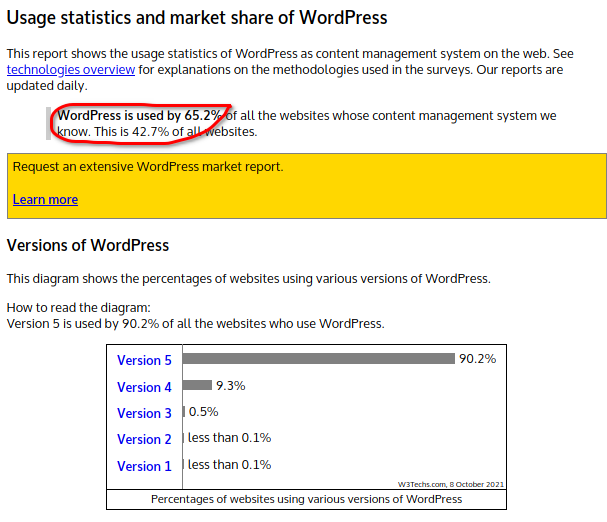 Usage statistics and market share of WordPress
This report shows the usage statistics of WordPress as content management system on the web. See
technologies overview for explanations on the methodologies used in the surveys. Our reports are
updated daily.
WordPress is used by 65.2% of all the websites whose content management system we
know. This is 42.7% of all websites.
Request an extensive WordPress market report.
Learn more
Versions of WordPress
This diagram shows the percentages of websites using various versions of WordPress.
How to read the diagram:
Version 5 is used by 90.2% of all the websites who use WordPress.
Version 5 90.2%
Version 4 9.3%
Version 3 0.5%
Version 2 less than 0.1%
Version 1 less than 0.1%
W3Techs.com, 8 October 2021
Percentages of websites using various versions of WordPress